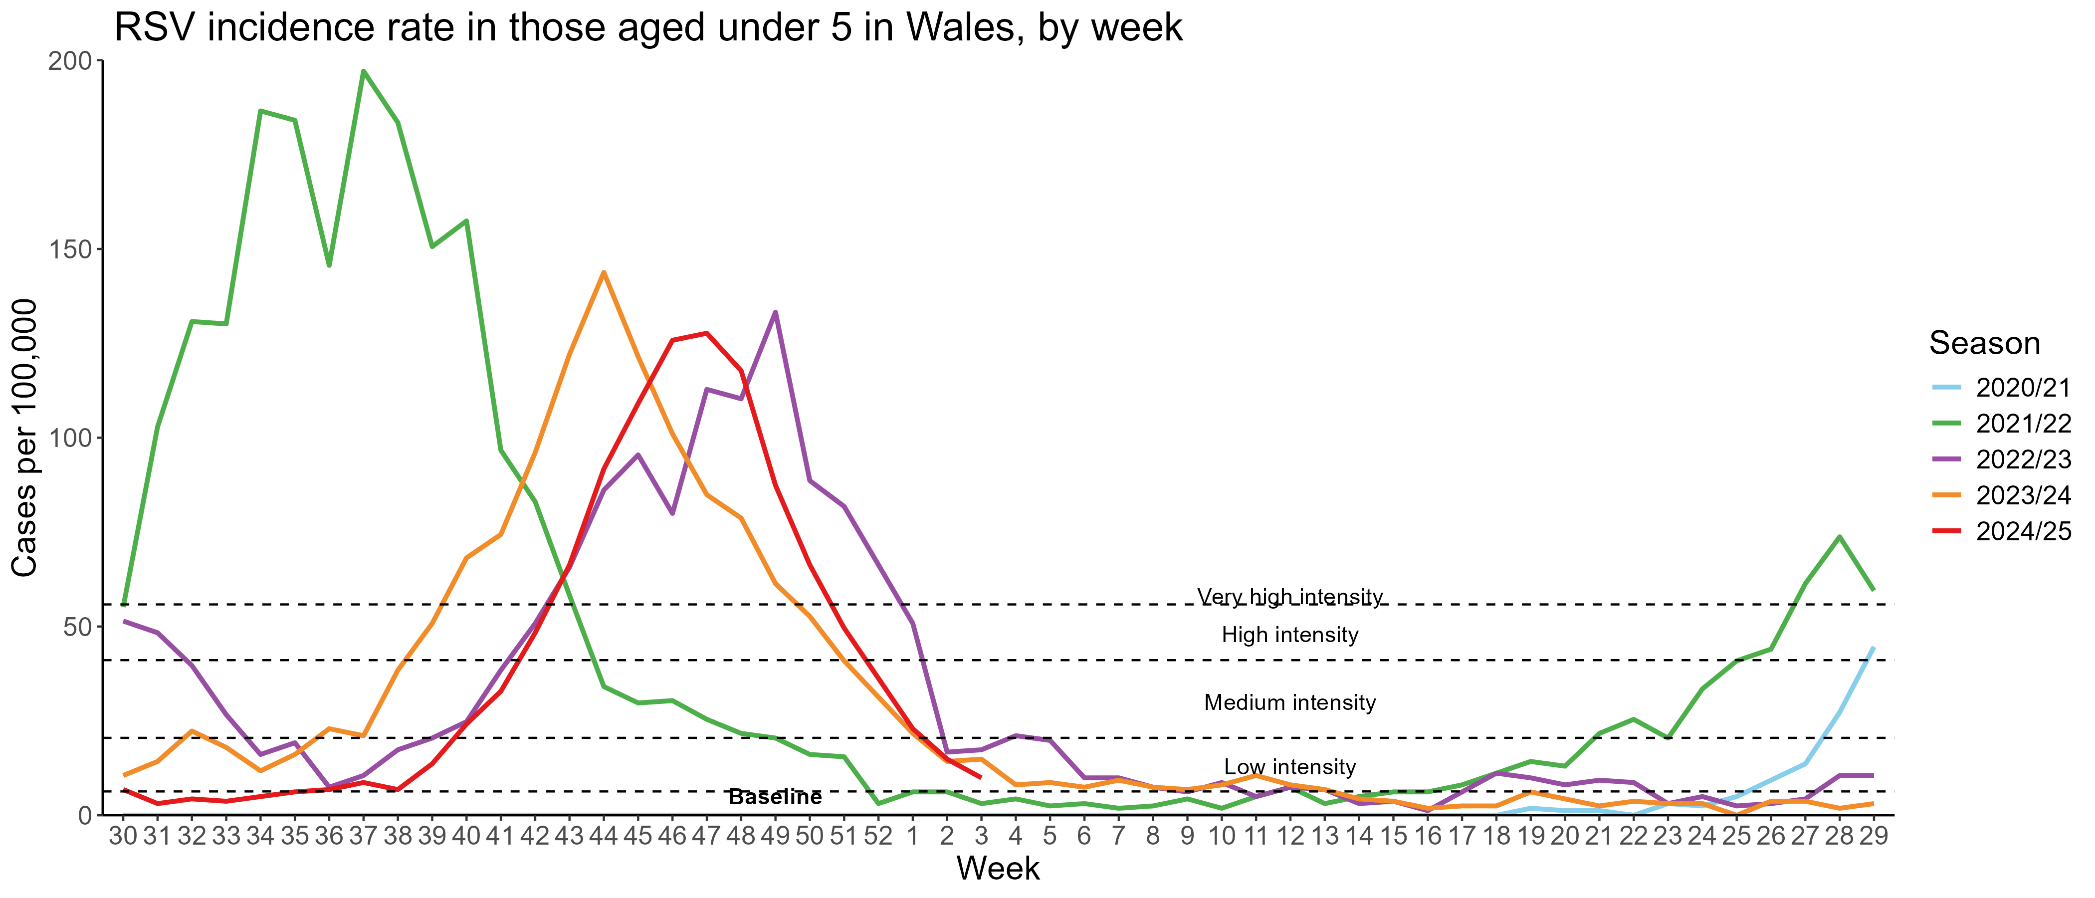 RSV incidence rate in those aged under 5 in Wales, by week
Cases per 100,000
200
150
100
50
0
Very high intensity
High intensity
Medium intensity
Low intensity
Baseline
30 31 32 33 34 35 36 37 38 39 40 41 42 43 44 45 46 47 48 49 50 51 52 1 2 3 4 5 6 7 8 9 10 11 12 13 14 15 16 17 18 19 20 21 22 23 24 25 26 27 28 29
Week
Season
2020/21
2021/22
2022/23
2023/24
2024/25